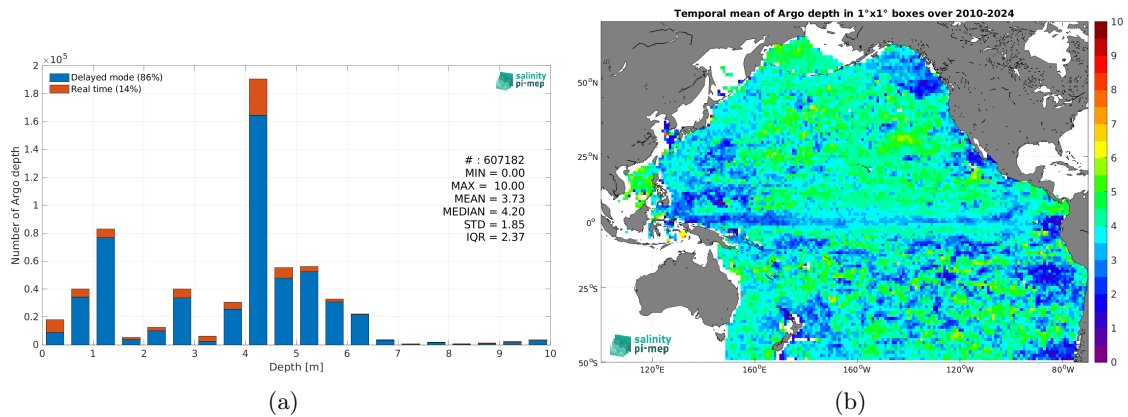 ×10⁵
2
1.8
1.6
1.4
1.2
1
0.8
0.6
0.4
0.2
0
Number of Argo depth
Delayed mode (86%)
Real time (14%)
salinity
pi-mep
# : 607182
MIN = 0.00
MAX = 10.00
MEAN = 3.73
MEDIAN = 4.20
STD = 1.85
IQR = 2.37
0 1 2 3 4 5 6 7 8 9 10
Depth [m]
(a)
Temporal mean of Argo depth in 1°x1° boxes over 2010-2024
50°N
25°N
0°
25°S
50°S
120°E 160°E 160°W 120°W 80°W
salinity
pi-mep
10
9
8
7
6
5
4
3
2
1
0
(b)